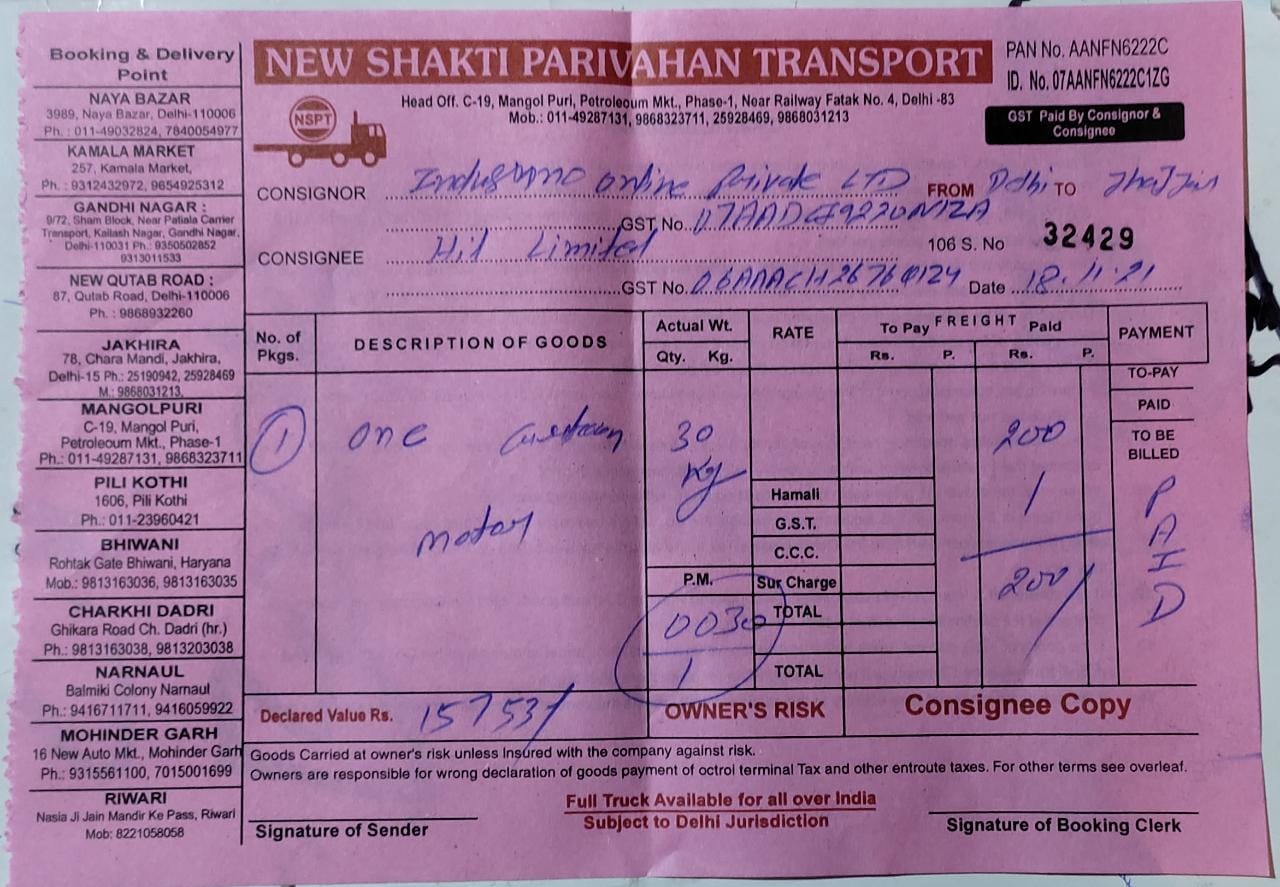 Booking & Delivery
Point
NAYA BAZAR
3989, Naya Bazar, Delhi-110006
Ph. : 011-49032824, 7840054977
KAMALA MARKET
257, Kamala Market,
Ph. : 9312432972, 9654925312
GANDHI NAGAR :
9/72, Sham Block, Near Patiala Carrier
Transport, Kailash Nagar, Gandhi Nagar,
Delhi-110031 Ph.: 9350502852
9313011533
NEW QUTAB ROAD :
87, Qutab Road, Delhi-110006
Ph. : 9868932260
JAKHIRA
78, Chara Mandi, Jakhira,
Delhi-15 Ph.: 25190942, 25928469
M.: 9868031213,
MANGOLPURI
C-19, Mangol Puri,
Petroleum Mkt., Phase-1
Ph.: 011-49287131, 9868323711
PILI KOTHI
1606, Pili Kothi
Ph.: 011-23960421
BHIWANI
Rohtak Gate Bhiwani, Haryana
Mob.: 9813163036, 9813163035
CHARKHI DADRI
Ghikara Road Ch. Dadri (hr.)
Ph.: 9813163038, 9813203038
NARNAUL
Balmiki Colony Narnaul
Ph.: 9416711711, 9416059922
MOHINDER GARH
16 New Auto Mkt., Mohinder Garh
Ph.: 9315561100, 7015001699
RIWARI
Nasia Ji Jain Mandir Ke Pass, Riwari
Mob: 8221058058
NEW SHAKTI PARIVAHAN TRANSPORT
PAN No. AANFN6222C
ID. No. 07AANFN6222C1ZG
NSPT
Head Off. C-19, Mangol Puri, Petroleoum Mkt., Phase-1, Near Railway Fatak No. 4, Delhi -83
Mob.: 011-49287131, 9868323711, 25928469, 9868031213
GST Paid By Consignor &
Consignee
CONSIGNOR online Private LTD FROM Delhi TO
GST No.
CONSIGNEE Hil Limited 106 S. No 32429
GST No. 06AAACH2676 Date 18.11.21
No. of Pkgs. DESCRIPTION OF GOODS Actual Wt. Qty. Kg. RATE FREIGHT To Pay Rs. P. Paid Rs. P. PAYMENT
TO-PAY
PAID
TO BE
BILLED
1 one 30 Kg 200
Hamali
motor
G.S.T.
C.C.C.
P.M. Sur Charge 200/
0030 TOTAL
1 TOTAL
PAID
Declared Value Rs. 15753/ OWNER'S RISK Consignee Copy
Goods Carried at owner's risk unless Insured with the company against risk.
Owners are responsible for wrong declaration of goods payment of octroi terminal Tax and other entroute taxes. For other terms see overleaf.
Full Truck Available for all over India
Subject to Delhi Jurisdiction
Signature of Sender
Signature of Booking Clerk